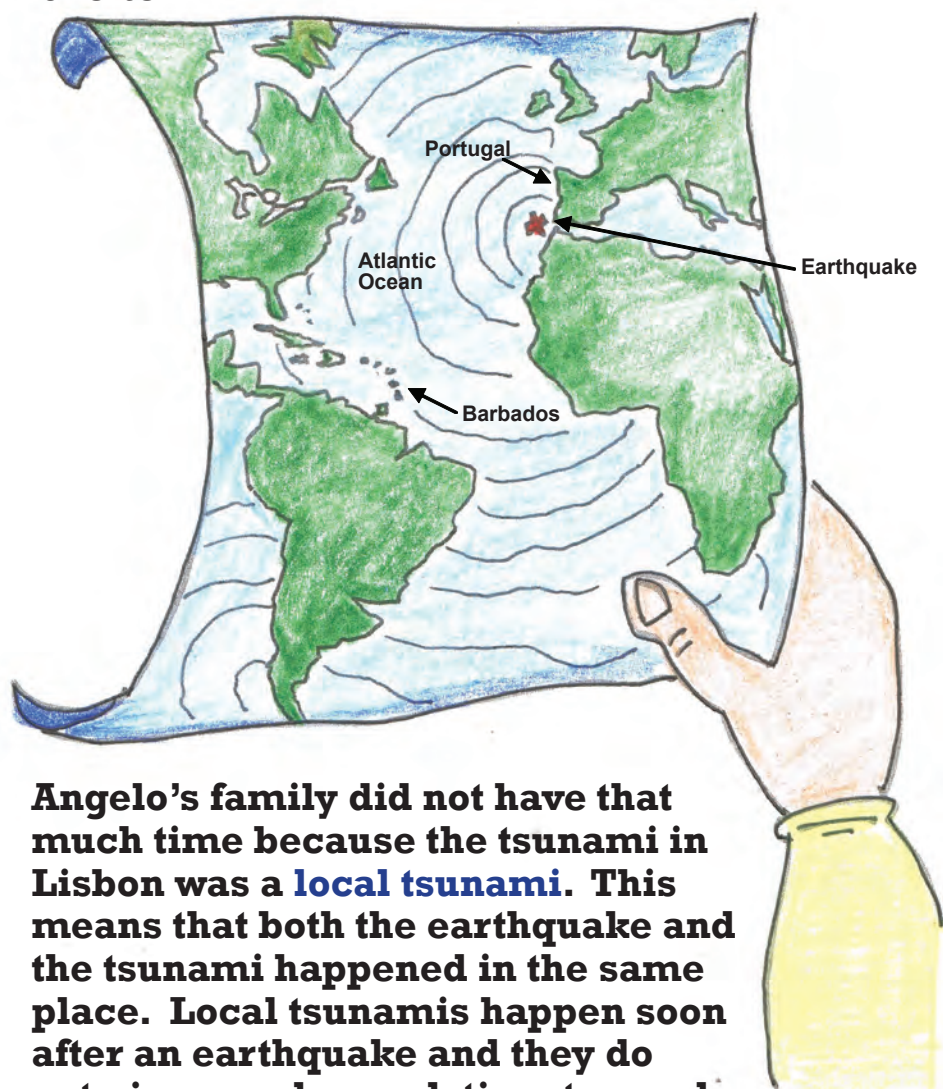 Portugal
Earthquake
Atlantic
Ocean
Barbados
Angelo's family did not have that
much time because the tsunami in
Lisbon was a local tsunami. This
means that both the earthquake and
the tsunami happened in the same
place. Local tsunamis happen soon
after an earthquake and they do